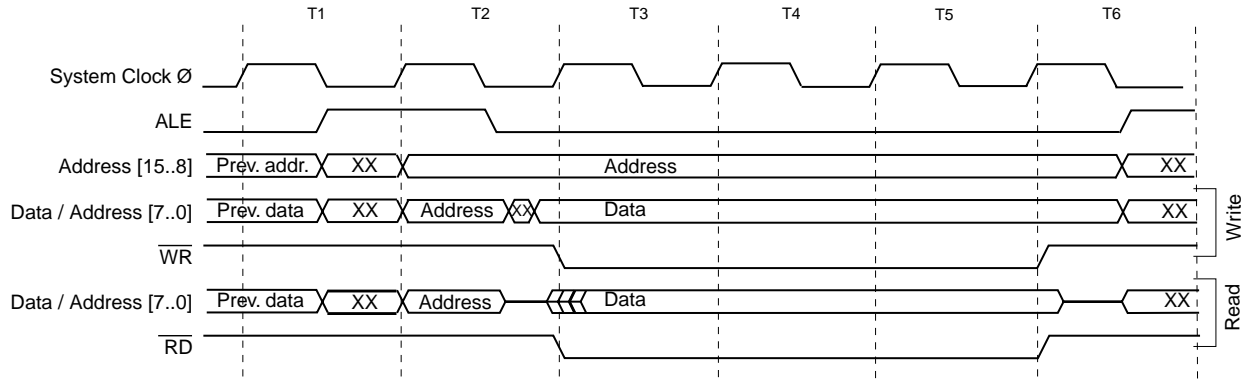 T1 T2 T3 T4 T5 T6
System Clock Ø
ALE
Address [15..8] Prev. addr. XX Address XX
Data / Address [7..0] Prev. data XX Address XX Data XX
WR
Write
Data / Address [7..0] Prev. data XX Address Data XX
RD
Read